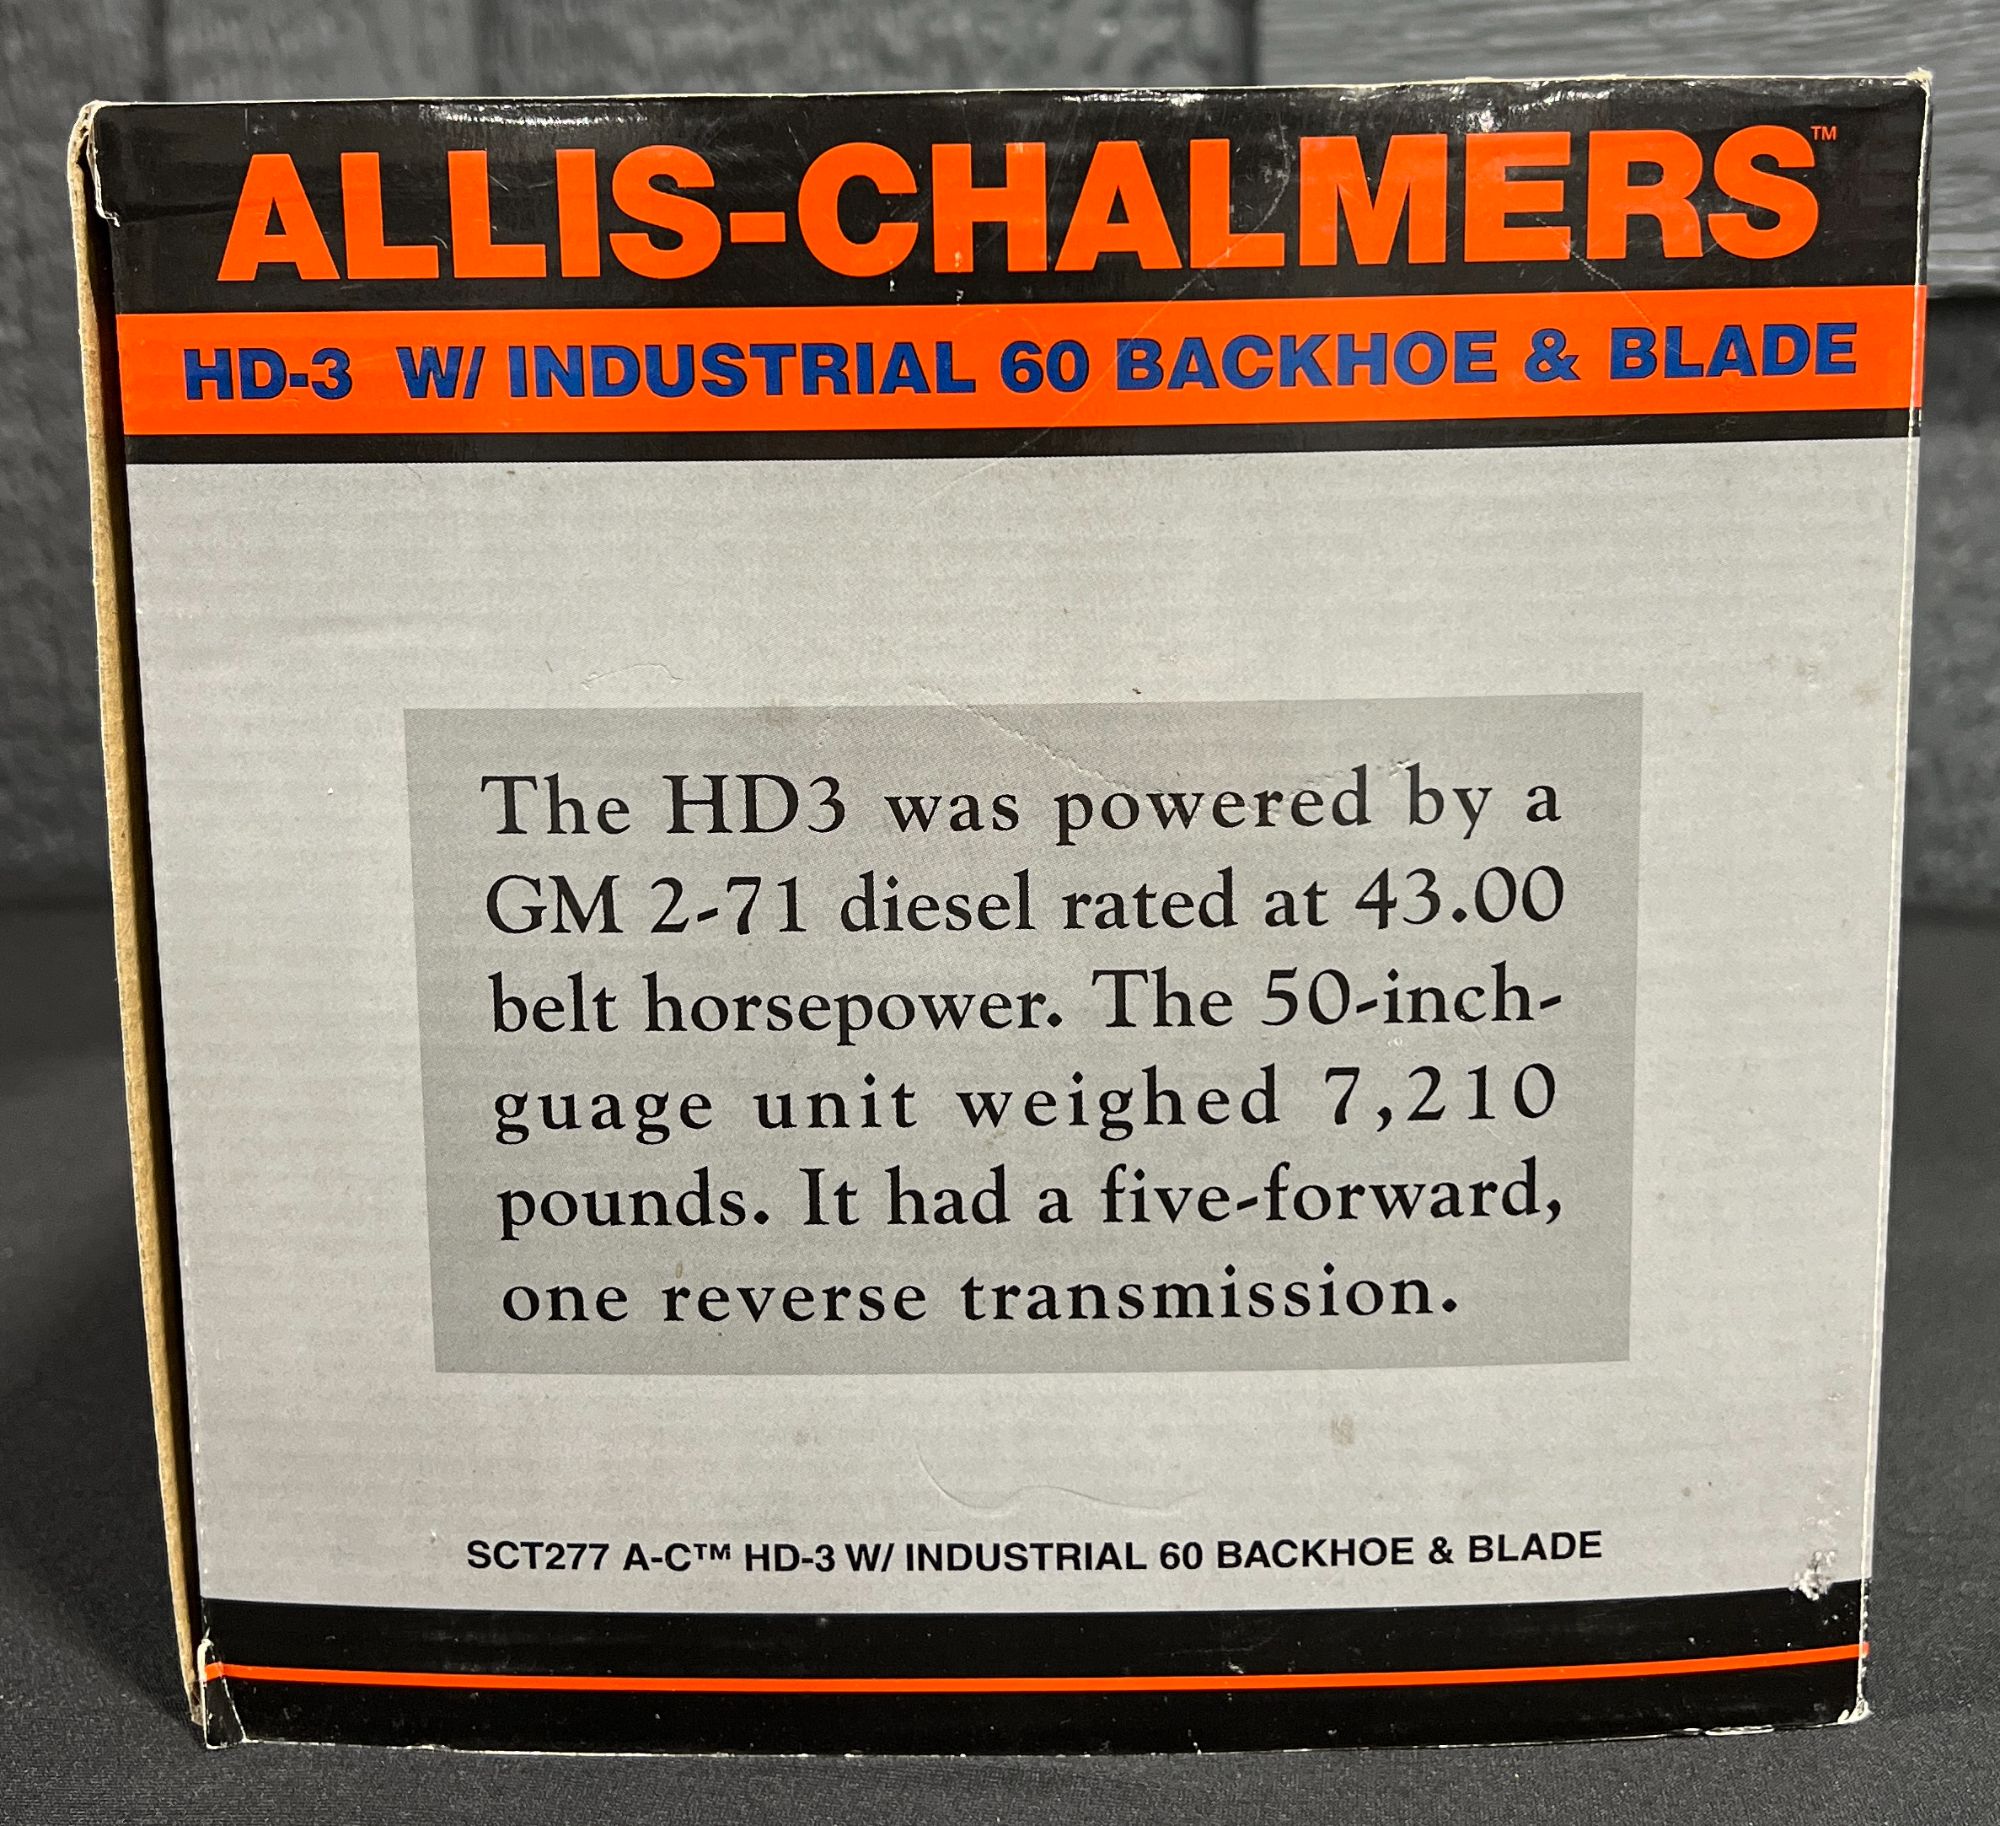 ALLIS-CHALMERS™
HD-3 W/ INDUSTRIAL 60 BACKHOE & BLADE
The HD3 was powered by a
GM 2-71 diesel rated at 43.00
belt horsepower. The 50-inch-
guage unit weighed 7,210
pounds. It had a five-forward,
one reverse transmission.
SCT277 A-C™ HD-3 W/ INDUSTRIAL 60 BACKHOE & BLADE